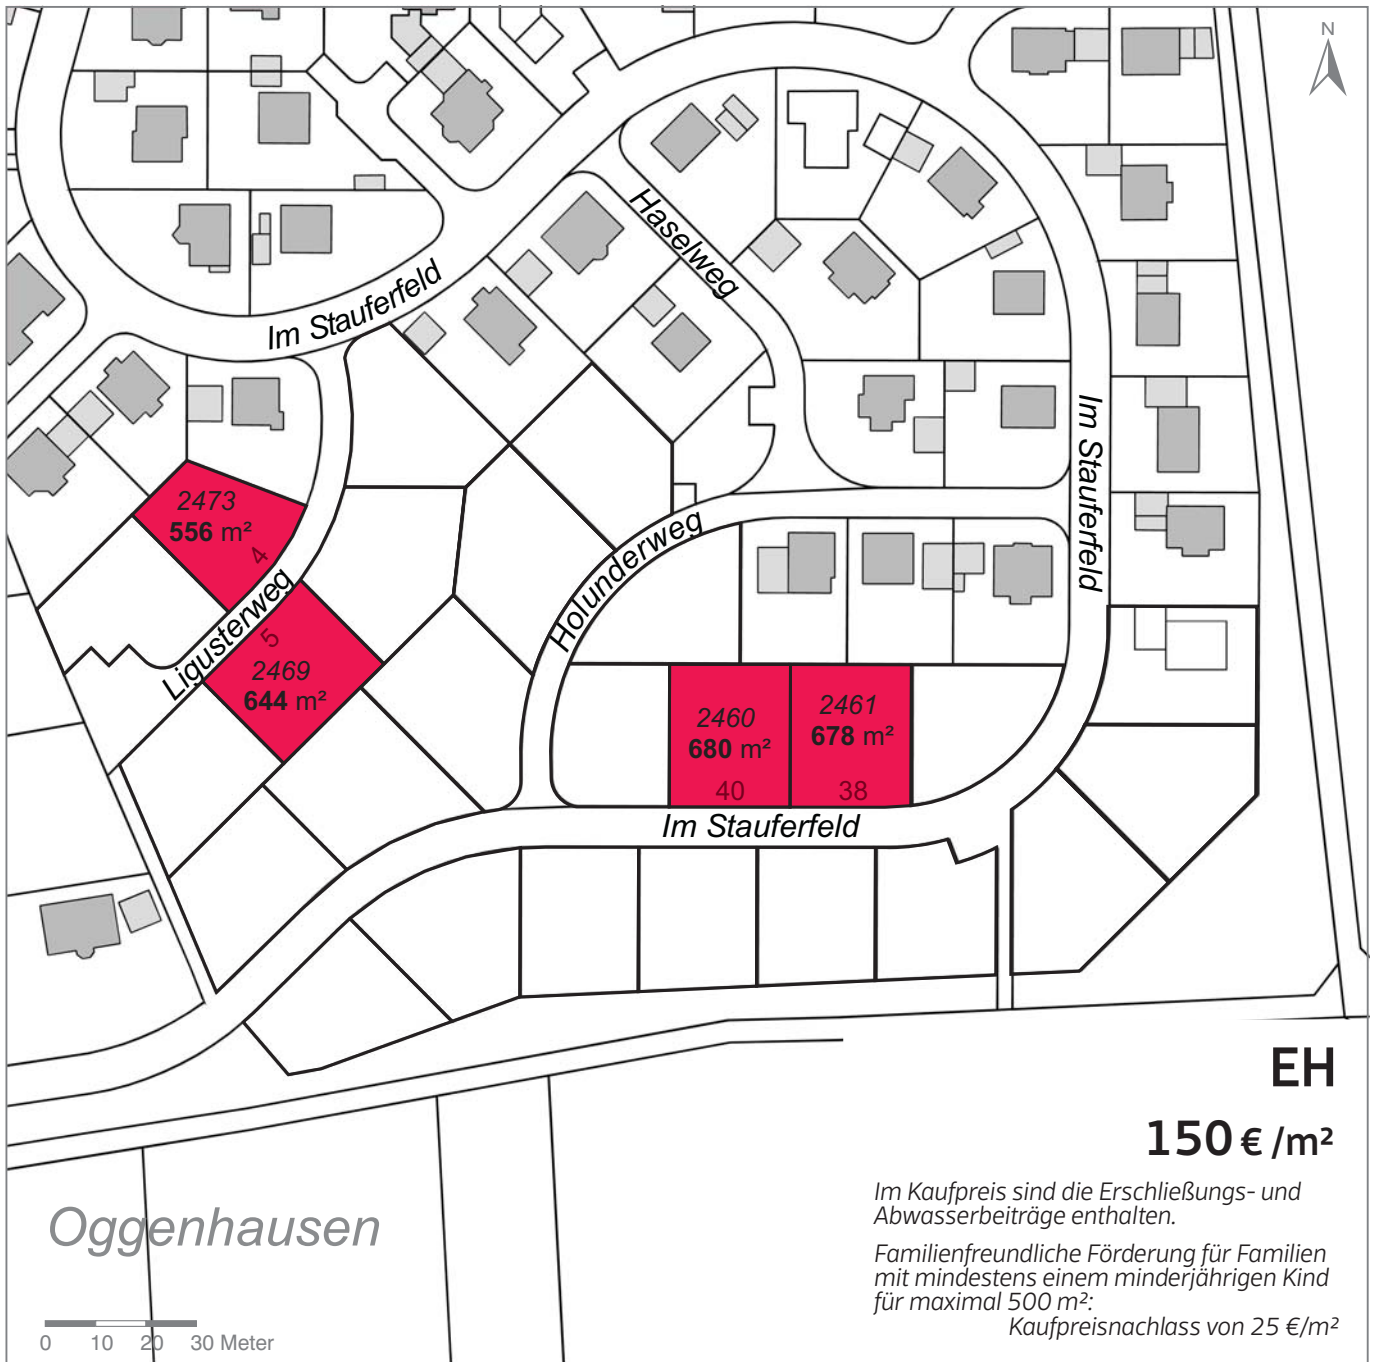 N
Haselweg
Im Stauferfeld
Im Stauferfeld
2473
556 m²
4
Holunderweg
Ligusterweg
5
2469
644 m²
2460
680 m²
40
2461
678 m²
38
Im Stauferfeld
EH
150 € /m²
Im Kaufpreis sind die Erschließungs- und
Abwasserbeiträge enthalten.
Familienfreundliche Förderung für Familien
mit mindestens einem minderjährigen Kind
für maximal 500 m²:
Kaufpreisnachlass von 25 €/m²
Oggenhausen
0 10 20 30 Meter